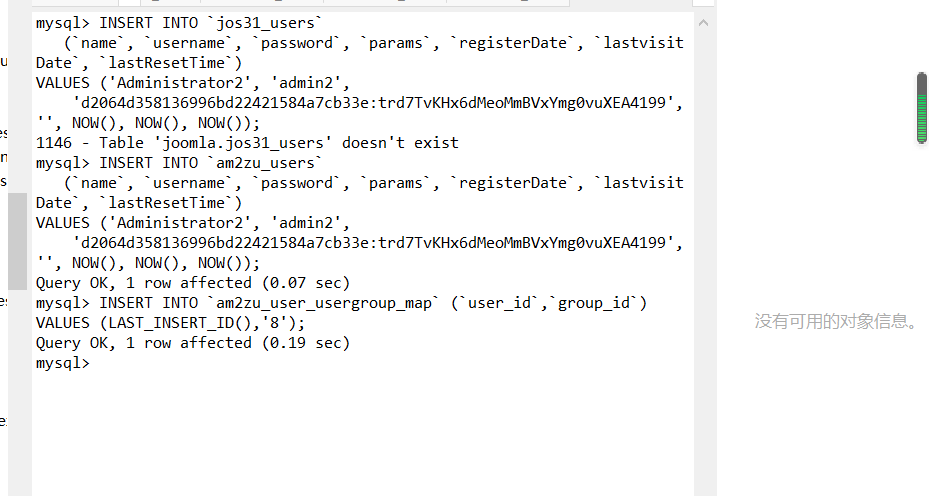 mysql> INSERT INTO `jos31_users`
(`name`, `username`, `password`, `params`, `registerDate`, `lastvisit
Date`, `lastResetTime`)
VALUES ('Administrator2', 'admin2',
'd2064d358136996bd22421584a7cb33e:trd7TvKHx6dMeoMmBVxYmg0vuXEA4199',
'', NOW(), NOW(), NOW());
1146 - Table 'joomla.jos31_users' doesn't exist
mysql> INSERT INTO `am2zu_users`
(`name`, `username`, `password`, `params`, `registerDate`, `lastvisit
Date`, `lastResetTime`)
VALUES ('Administrator2', 'admin2',
'd2064d358136996bd22421584a7cb33e:trd7TvKHx6dMeoMmBVxYmg0vuXEA4199',
'', NOW(), NOW(), NOW());
Query OK, 1 row affected (0.07 sec)
mysql> INSERT INTO `am2zu_user_usergroup_map` (`user_id`,`group_id`)
VALUES (LAST_INSERT_ID(),'8');
Query OK, 1 row affected (0.19 sec)
mysql>
没有可用的对象信息。